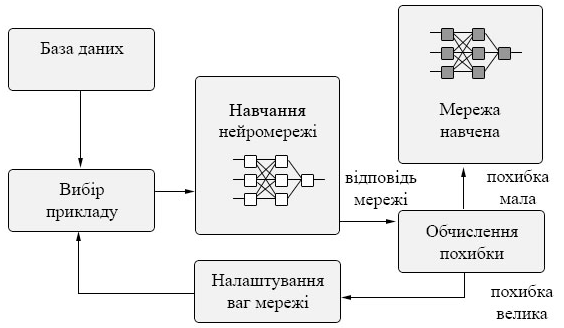 База даних
Навчання
нейромережі
Мережа
навчена
Вибір
прикладу
відповідь
мережі
похибка
мала
Обчислення
похибки
Налаштування
ваг мережі
похибка
велика